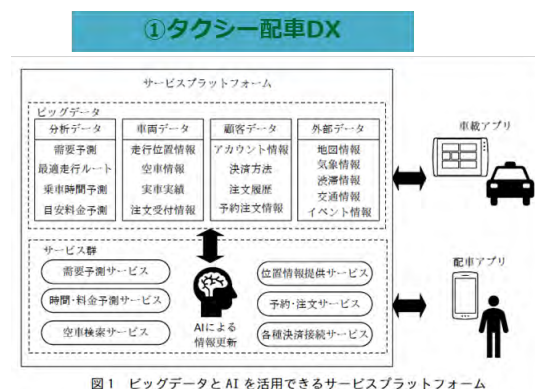 ①タクシー配車DX
サービスプラットフォーム
ビッグデータ
分析データ
需要予測
最適走行ルート
乗車時間予測
目安料金予測
車両データ
走行位置情報
空車情報
実車実績
注文受付情報
顧客データ
アカウント情報
決済方法
注文履歴
予約注文情報
外部データ
地図情報
気象情報
渋滞情報
交通情報
イベント情報
車載アプリ
サービス群
需要予測サービス
時間・料金予測サービス
空車検索サービス
AIによる
情報更新
位置情報提供サービス
予約・注文サービス
各種決済接続サービス
配車アプリ
図1 ビッグデータと AI を活用できるサービスプラットフォーム